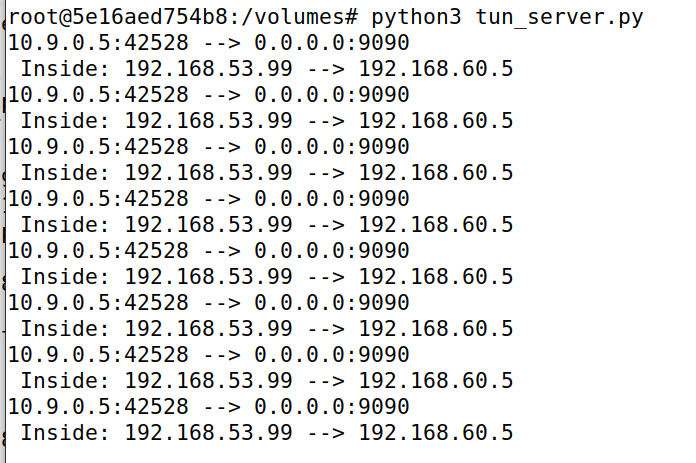 root@5e16aed754b8:/volumes# python3 tun_server.py
10.9.0.5:42528 --> 0.0.0.0:9090
 Inside: 192.168.53.99 --> 192.168.60.5
10.9.0.5:42528 --> 0.0.0.0:9090
 Inside: 192.168.53.99 --> 192.168.60.5
10.9.0.5:42528 --> 0.0.0.0:9090
 Inside: 192.168.53.99 --> 192.168.60.5
10.9.0.5:42528 --> 0.0.0.0:9090
 Inside: 192.168.53.99 --> 192.168.60.5
10.9.0.5:42528 --> 0.0.0.0:9090
 Inside: 192.168.53.99 --> 192.168.60.5
10.9.0.5:42528 --> 0.0.0.0:9090
 Inside: 192.168.53.99 --> 192.168.60.5
10.9.0.5:42528 --> 0.0.0.0:9090
 Inside: 192.168.53.99 --> 192.168.60.5
10.9.0.5:42528 --> 0.0.0.0:9090
 Inside: 192.168.53.99 --> 192.168.60.5